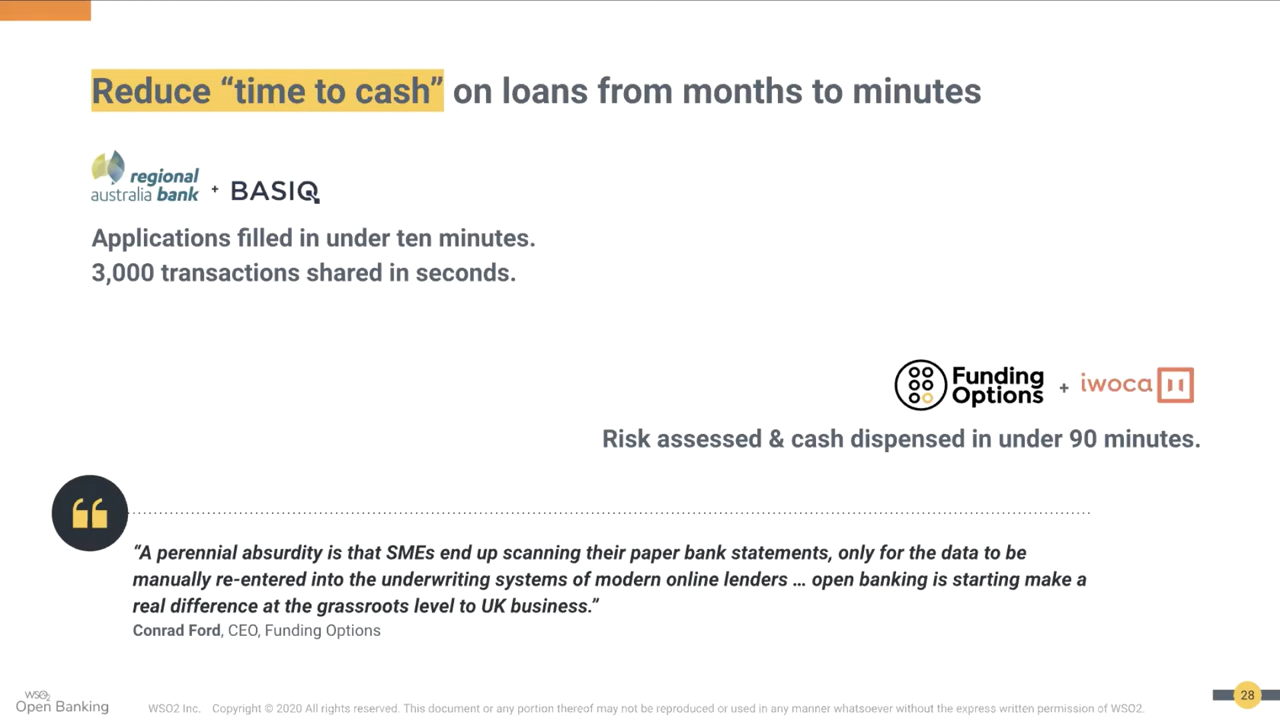 Reduce “time to cash” on loans from months to minutes
regional
australia bank + BASIQ
Applications filled in under ten minutes.
3,000 transactions shared in seconds.
Funding
Options + iwoca
Risk assessed & cash dispensed in under 90 minutes.
“A perennial absurdity is that SMEs end up scanning their paper bank statements, only for the data to be
manually re-entered into the underwriting systems of modern online lenders … open banking is starting make a
real difference at the grassroots level to UK business.”
Conrad Ford, CEO, Funding Options
WSO2
Open Banking
WSO2 Inc. Copyright © 2020 All rights reserved. This document or any portion thereof may not be reproduced or used in any manner whatsoever without the express written permission of WSO2.
28